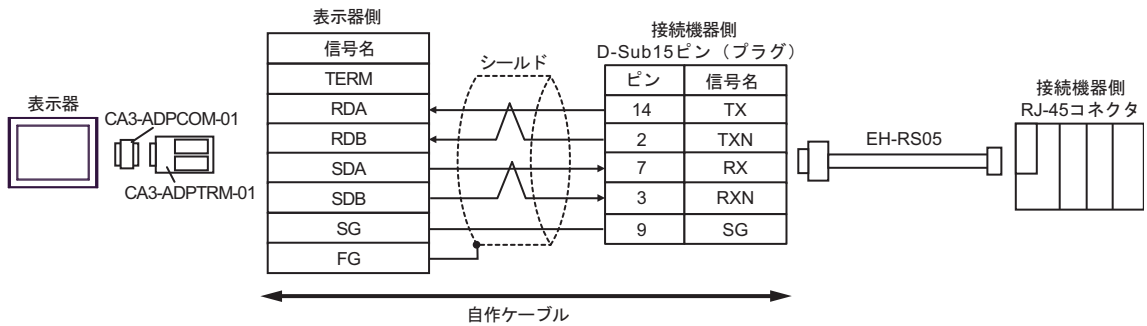 表示器
CA3-ADPCOM-01
CA3-ADPTRM-01
表示器側
信号名
TERM
RDA
RDB
SDA
SDB
SG
FG
シールド
接続機器側
D-Sub15ピン（プラグ）
ピン 信号名
14 TX
2 TXN
7 RX
3 RXN
9 SG
EH-RS05
接続機器側
RJ-45コネクタ
自作ケーブル